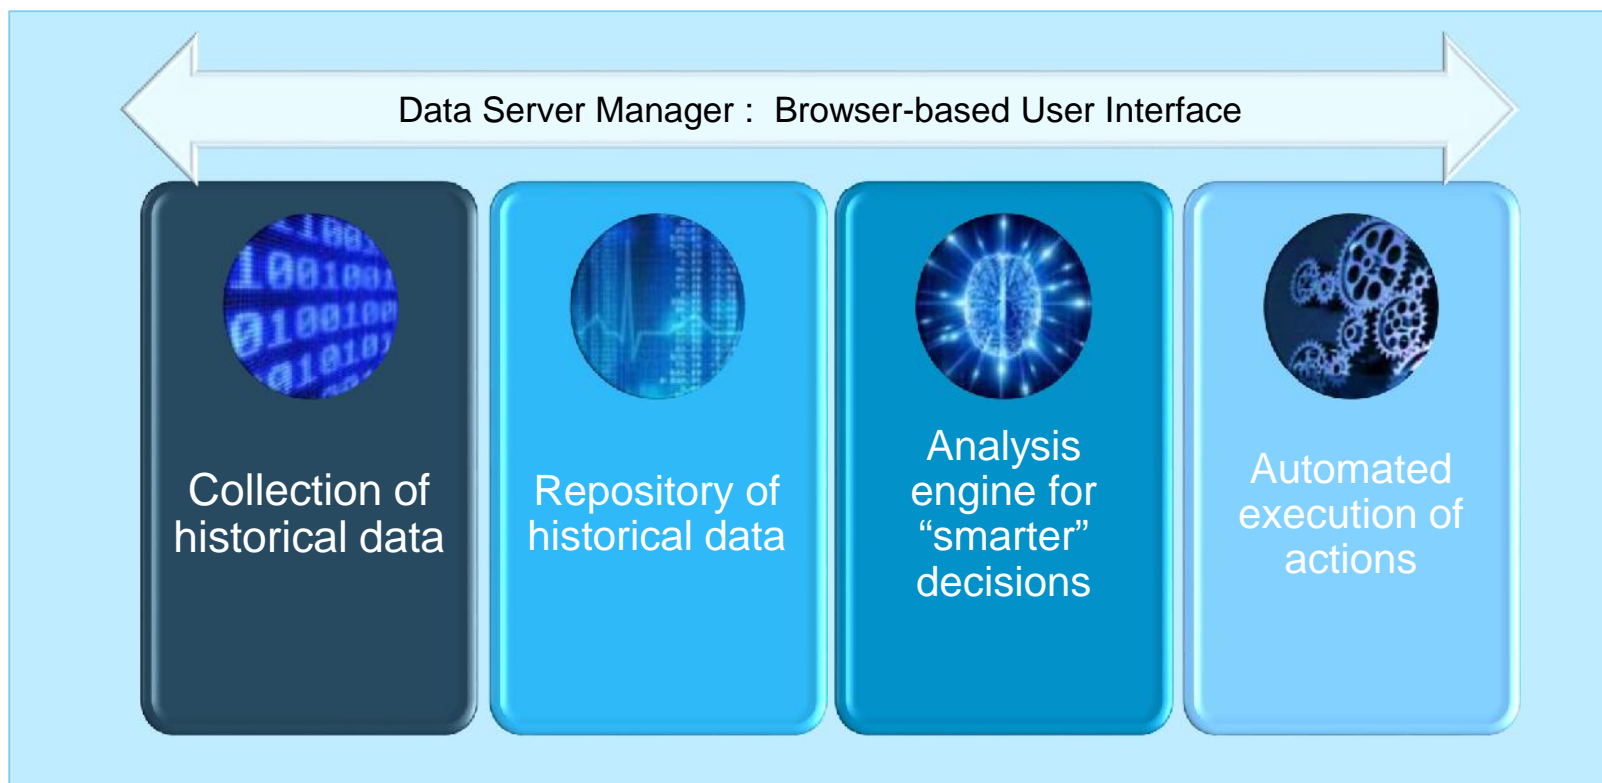 Data Server Manager :  Browser-based User Interface
Collection of
historical data
Repository of
historical data
Analysis
engine for
“smarter”
decisions
Automated
execution of
actions